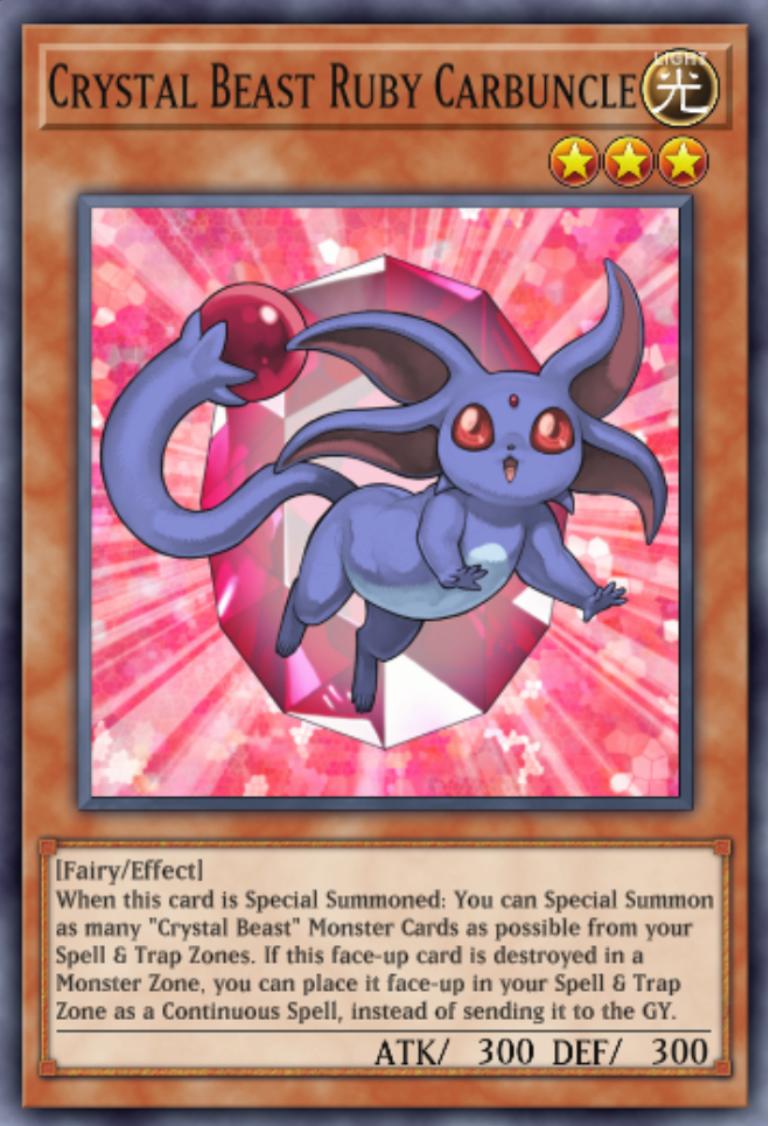 CRYSTAL BEAST RUBY CARBUNCLE
LIGHT
光
[Fairy/Effect]
When this card is Special Summoned: You can Special Summon
as many "Crystal Beast" Monster Cards as possible from your
Spell & Trap Zones. If this face-up card is destroyed in a
Monster Zone, you can place it face-up in your Spell & Trap
Zone as a Continuous Spell, instead of sending it to the GY.
ATK/ 300 DEF/ 300